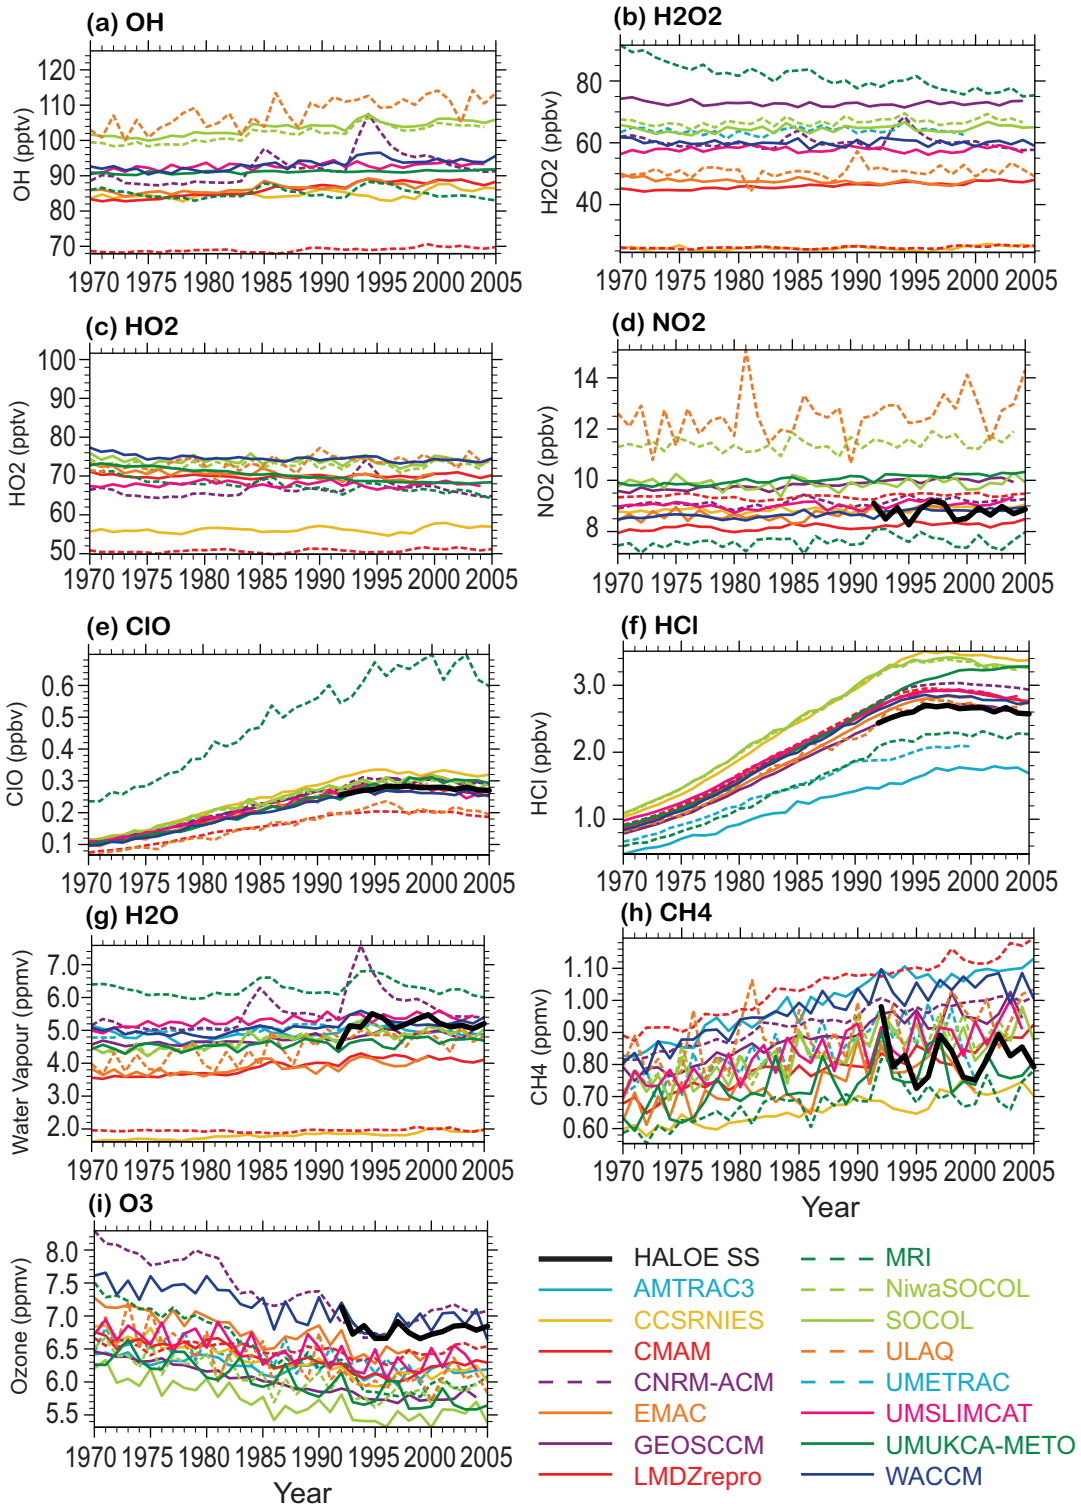 (a) OH
120
110
100
90
80
70
OH (pptv)
1970 1975 1980 1985 1990 1995 2000 2005
(b) H2O2
80
60
40
H2O2 (ppbv)
1970 1975 1980 1985 1990 1995 2000 2005
(c) HO2
100
90
80
70
60
50
HO2 (pptv)
1970 1975 1980 1985 1990 1995 2000 2005
(d) NO2
14
12
10
8
NO2 (ppbv)
1970 1975 1980 1985 1990 1995 2000 2005
(e) ClO
0.6
0.5
0.4
0.3
0.2
0.1
ClO (ppbv)
1970 1975 1980 1985 1990 1995 2000 2005
(f) HCl
3.0
2.0
1.0
HCl (ppbv)
1970 1975 1980 1985 1990 1995 2000 2005
(g) H2O
7.0
6.0
5.0
4.0
3.0
2.0
Water Vapour (ppmv)
1970 1975 1980 1985 1990 1995 2000 2005
(h) CH4
1.10
1.00
0.90
0.80
0.70
0.60
CH4 (ppmv)
1970 1975 1980 1985 1990 1995 2000 2005
Year
(i) O3
8.0
7.5
7.0
6.5
6.0
5.5
Ozone (ppmv)
1970 1975 1980 1985 1990 1995 2000 2005
Year
HALOE SS
AMTRAC3
CCSRNIES
CMAM
CNRM-ACM
EMAC
GEOSCCM
LMDZrepro
MRI
NiwaSOCOL
SOCOL
ULAQ
UMETRAC
UMSLIMCAT
UMUKCA-METO
WACCM